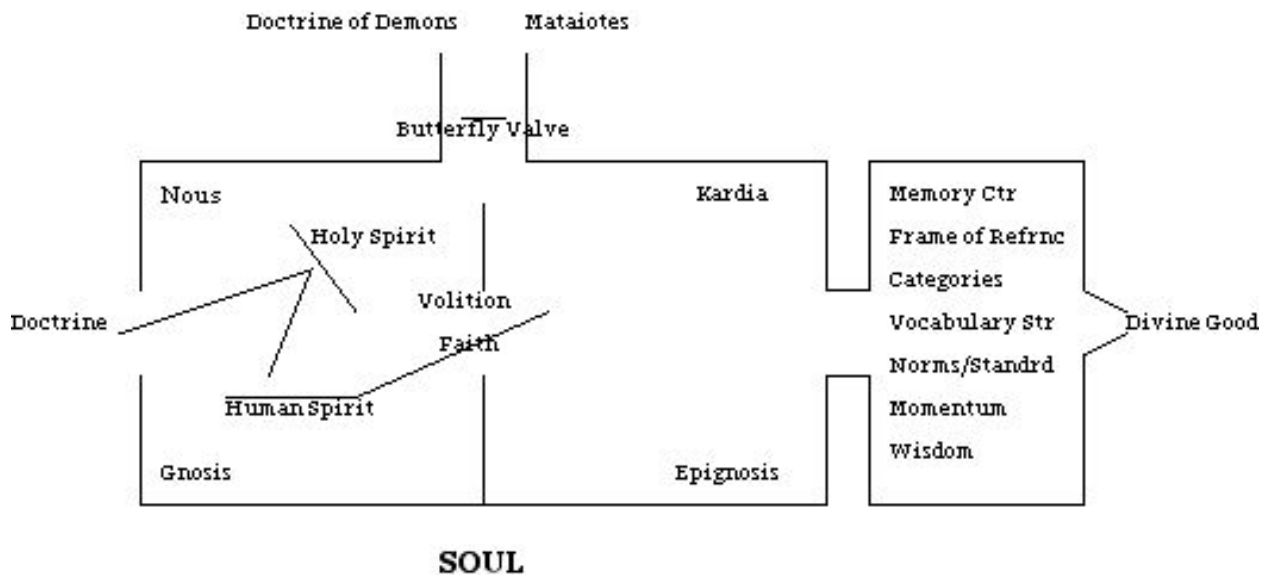 Doctrine of Demons Mataiotes
Butterfly Valve
Nous Kardia Memory Ctr
Holy Spirit Frame of Refrnc
Categories
Volition
Doctrine Vocabulary Str Divine Good
Faith
Norms/Standrd
Human Spirit Momentum
Wisdom
Gnosis Epignosis
SOUL